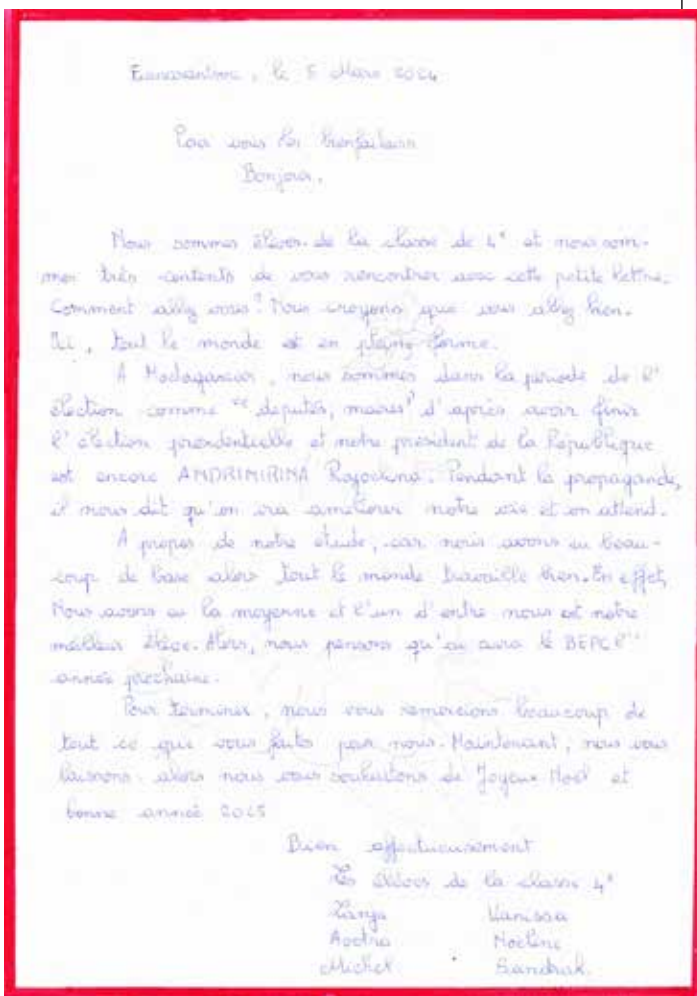 Fianarantsoa, le 5 Mars 2024
Pour vous les bienfaiteurs
Bonjour.
Nous sommes élèves de la classe de 4e et nous som-
mes très contents de vous rencontrer avec cette petite lettre.
Comment allez vous? Nous croyons que vous allez bien.
Ici, tout le monde est en pleine forme.
A Madagascar, nous sommes dans la période de l'
élection comme "députés, maires" d'après avoir finir
l'élection présidentielle et notre président de la République
est encore ANDRINIRINA Rajoelina. Pendant la propagande,
il nous dit qu'on ira améliorer notre vie et on attend.
A propos de notre étude, car nous avons eu beau-
coup de base alors tout le monde travaille bien. En effet,
Nous avons eu la moyenne et l'un d'entre nous est notre
meilleur élève. Alors, nous pensons qu'on aura le BEPC l'
année prochaine.
Pour terminer, nous vous remercions beaucoup de
tout ce que vous faites par nous. Maintenant, nous vous
laissons alors nous vous souhaitons de Joyeux Noël et
bonne année 2025
Bien affectueusement
Les élèves de la classe 4e
Vanissa
Noeline
Michel